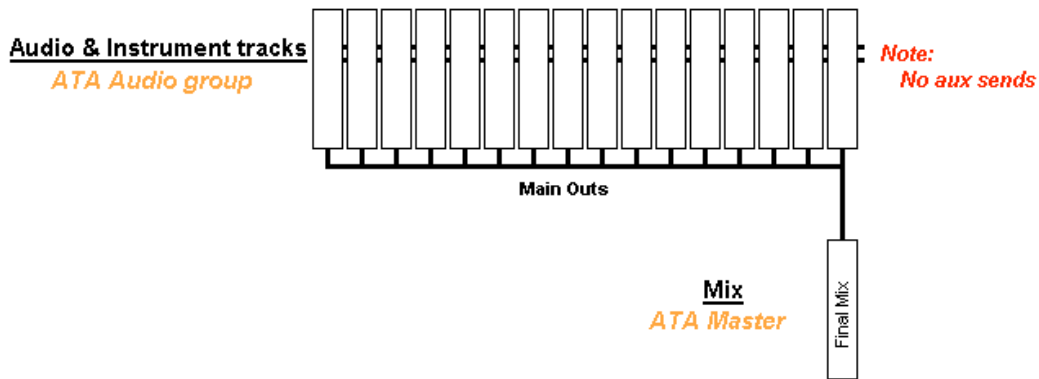 Audio & Instrument tracks
ATA Audio group
Note:
No aux sends
Main Outs
Mix
ATA Master
Final Mix